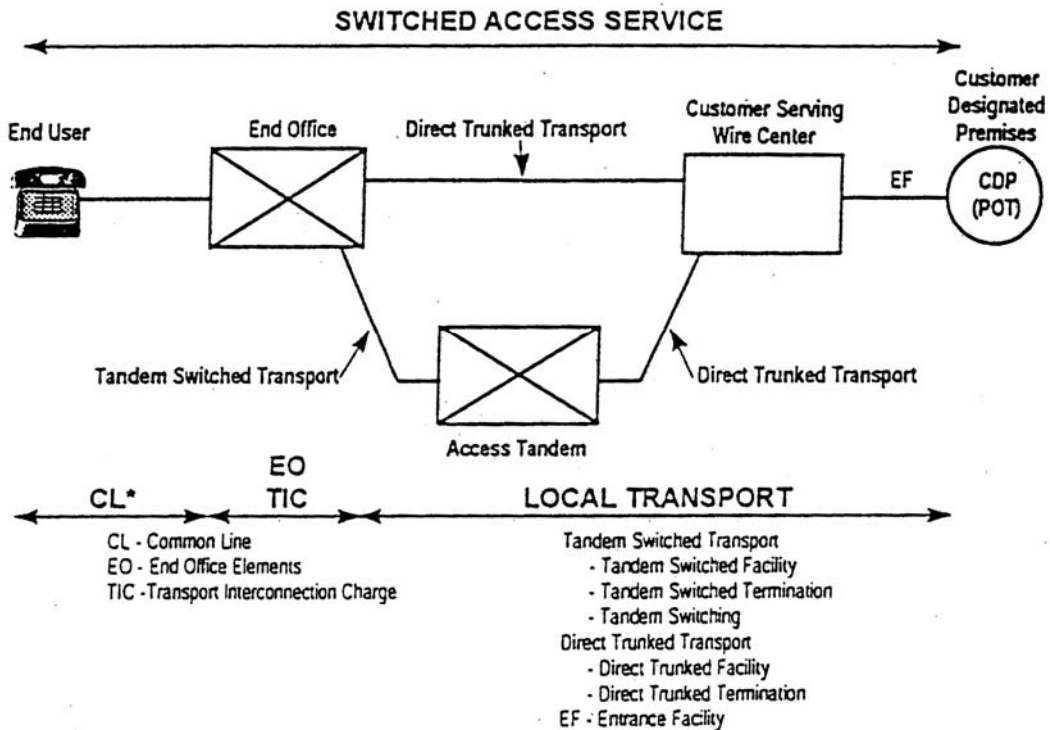 SWITCHED ACCESS SERVICE
End User
End Office
Direct Trunked Transport
Customer Serving
Wire Center
Customer
Designated
Premises
EF
CDP
(POT)
Tandem Switched Transport
Direct Trunked Transport
Access Tandem
CL*
EO
TIC
LOCAL TRANSPORT
CL - Common Line
EO - End Office Elements
TIC -Transport Interconnection Charge
Tandem Switched Transport
- Tandem Switched Facility
- Tandem Switched Termination
- Tandem Switching
Direct Trunked Transport
- Direct Trunked Facility
- Direct Trunked Termination
EF - Entrance Facility